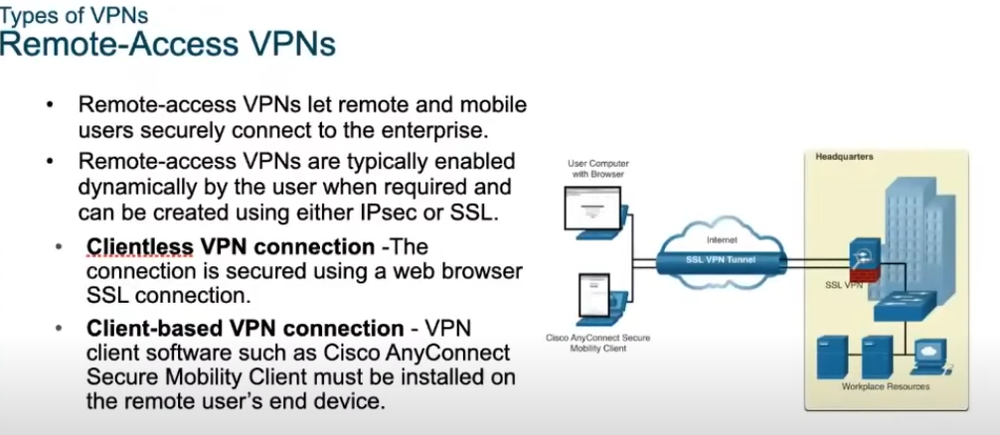 Types of VPNs
Remote-Access VPNs
• Remote-access VPNs let remote and mobile
users securely connect to the enterprise.
• Remote-access VPNs are typically enabled
dynamically by the user when required and
can be created using either IPsec or SSL.
• Clientless VPN connection -The
connection is secured using a web browser
SSL connection.
• Client-based VPN connection - VPN
client software such as Cisco AnyConnect
Secure Mobility Client must be installed on
the remote user's end device.
User Computer
with Browser
Cisco AnyConnect Secure
Mobility Client
Internet
SSL VPN Tunnel
Headquarters
SSL VPN
Workplace Resources